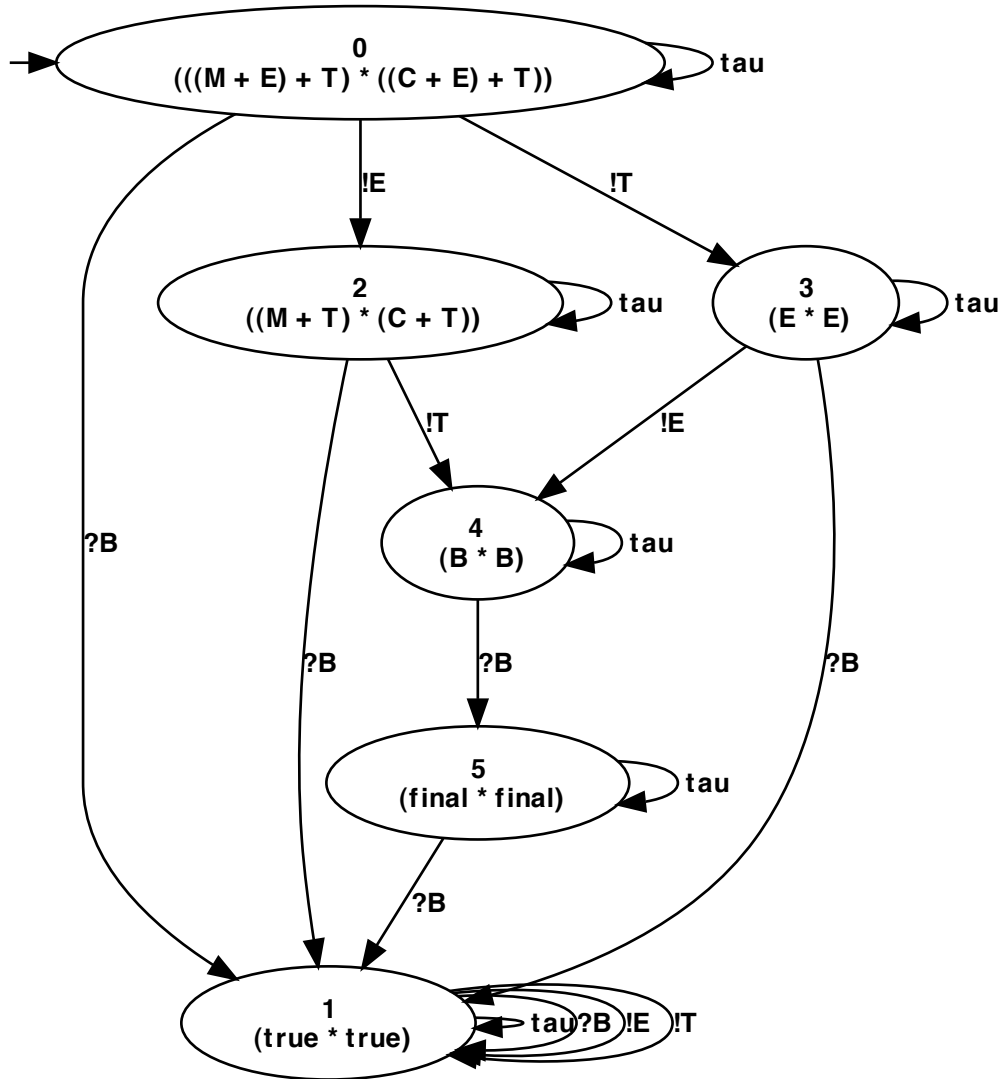 0
(((M + E) + T) * ((C + E) + T))
tau
!E
!T
2
((M + T) * (C + T))
tau
3
(E * E)
tau
!T
!E
?B
4
(B * B)
tau
?B
?B
?B
5
(final * final)
tau
?B
1
(true * true)
tau
?B
!E
!T